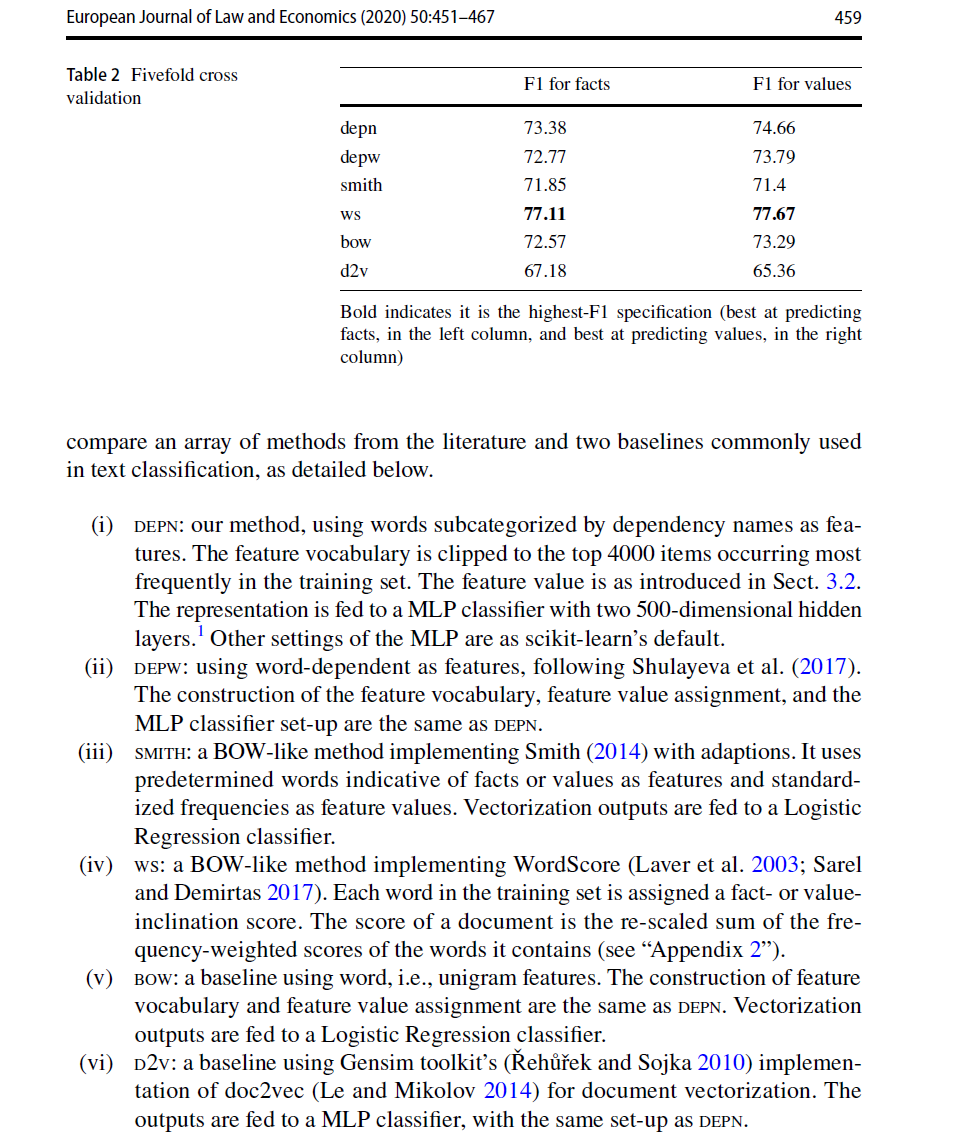 European Journal of Law and Economics (2020) 50:451–467 459
Table 2 Fivefold cross
validation
F1 for facts F1 for values
depn 73.38 74.66
depw 72.77 73.79
smith 71.85 71.4
ws 77.11 77.67
bow 72.57 73.29
d2v 67.18 65.36
Bold indicates it is the highest-F1 specification (best at predicting
facts, in the left column, and best at predicting values, in the right
column)
compare an array of methods from the literature and two baselines commonly used
in text classification, as detailed below.
(i) DEPN: our method, using words subcategorized by dependency names as fea-
tures. The feature vocabulary is clipped to the top 4000 items occurring most
frequently in the training set. The feature value is as introduced in Sect. 3.2.
The representation is fed to a MLP classifier with two 500-dimensional hidden
layers.1 Other settings of the MLP are as scikit-learn's default.
(ii) DEPW: using word-dependent as features, following Shulayeva et al. (2017).
The construction of the feature vocabulary, feature value assignment, and the
MLP classifier set-up are the same as DEPN.
(iii) SMITH: a BOW-like method implementing Smith (2014) with adaptions. It uses
predetermined words indicative of facts or values as features and standard-
ized frequencies as feature values. Vectorization outputs are fed to a Logistic
Regression classifier.
(iv) WS: a BOW-like method implementing WordScore (Laver et al. 2003; Sarel
and Demirtas 2017). Each word in the training set is assigned a fact- or value-
inclination score. The score of a document is the re-scaled sum of the fre-
quency-weighted scores of the words it contains (see “Appendix 2”).
(v) BOW: a baseline using word, i.e., unigram features. The construction of feature
vocabulary and feature value assignment are the same as DEPN. Vectorization
outputs are fed to a Logistic Regression classifier.
(vi) D2V: a baseline using Gensim toolkit's (Řehůřek and Sojka 2010) implemen-
tation of doc2vec (Le and Mikolov 2014) for document vectorization. The
outputs are fed to a MLP classifier, with the same set-up as DEPN.